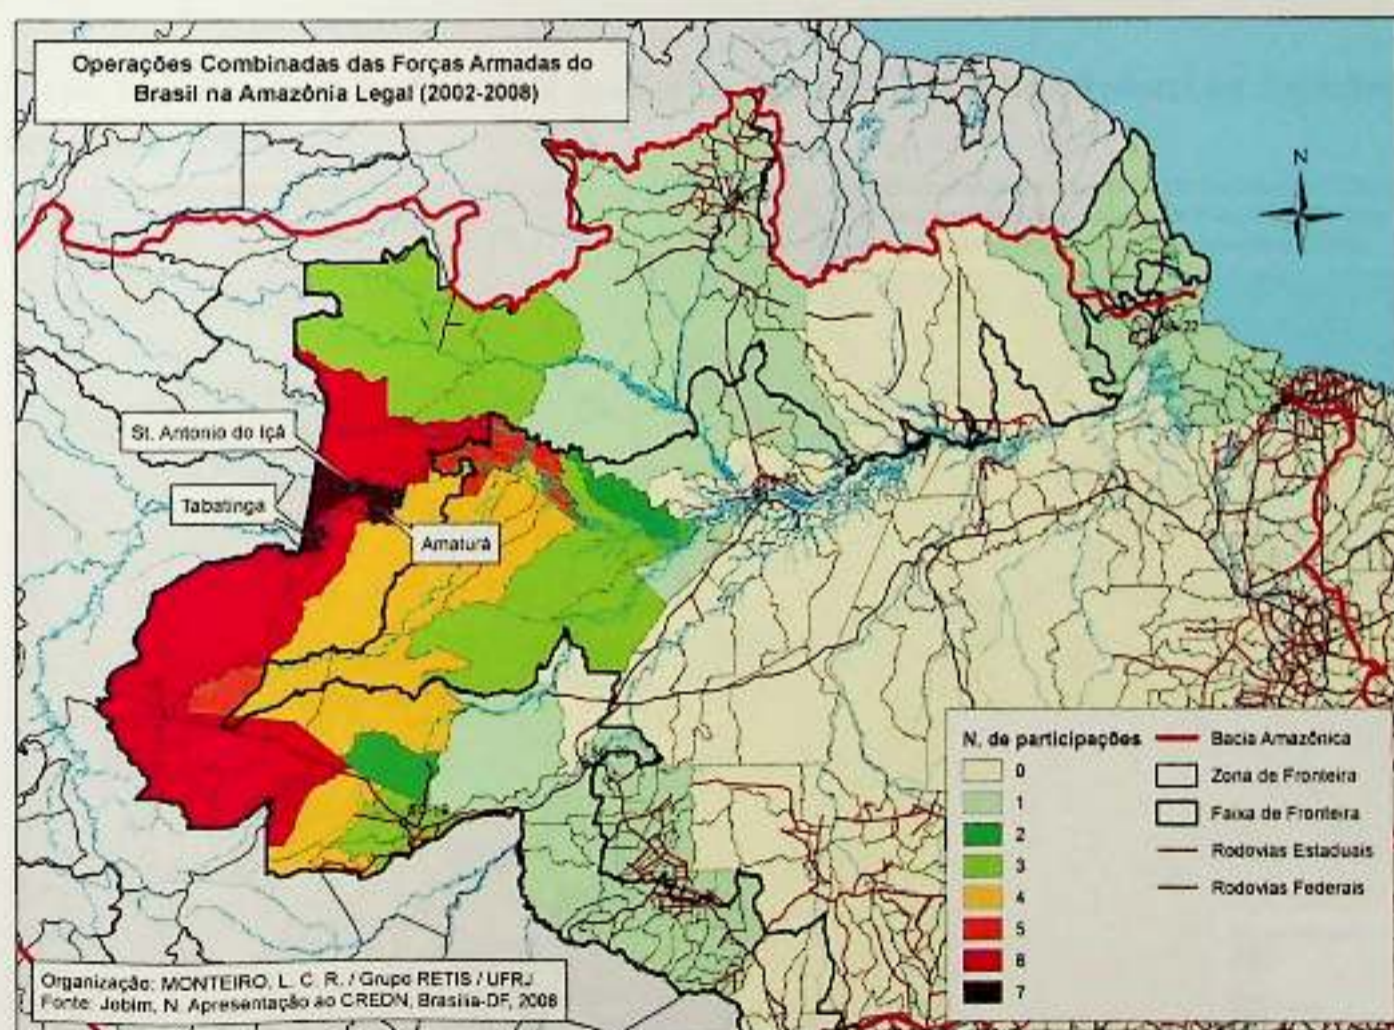 Operações Combinadas das Forças Armadas do
Brasil na Amazônia Legal (2002-2008)
N
St. Antonio do Içá
Tabatinga
Amaturá
N. de participações
0
1
2
3
4
5
6
7
Bacia Amazônica
Zona de Fronteira
Faixa de Fronteira
Rodovias Estaduais
Rodovias Federais
Organização: MONTEIRO, L. C. R. / Grupo RETIS / UFRJ
Fonte: Jobim, N. Apresentação ao CREDN, Brasília-DF, 2008